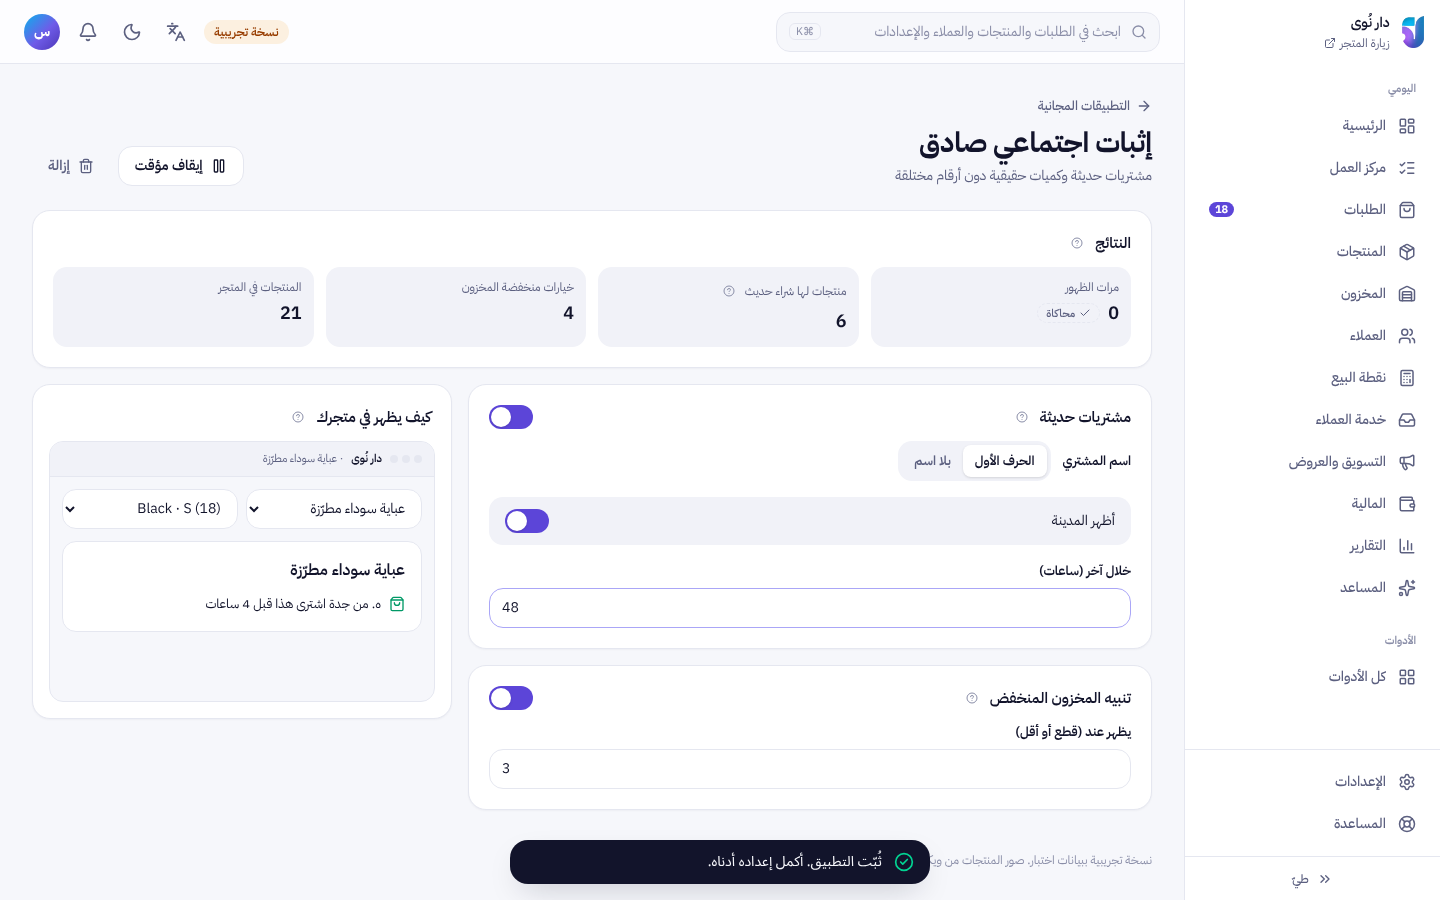 دار نُوى
زيارة المتجر
ابحث في الطلبات والمنتجات والعملاء والإعدادات
⌘K
نسخة تجريبية
س
اليومي
الرئيسية
مركز العمل
الطلبات
18
المنتجات
المخزون
العملاء
نقطة البيع
خدمة العملاء
التسويق والعروض
المالية
التقارير
المساعد
الأدوات
كل الأدوات
الإعدادات
المساعدة
طيّ
التطبيقات المجانية
إثبات اجتماعي صادق
مشتريات حديثة وكميات حقيقية دون أرقام مختلقة
إيقاف مؤقت
إزالة
النتائج
مرات الظهور
0
محاكاة
منتجات لها شراء حديث
6
خيارات منخفضة المخزون
4
المنتجات في المتجر
21
مشتريات حديثة
اسم المشتري
الحرف الأول
بلا اسم
أظهر المدينة
خلال آخر (ساعات)
48
تنبيه المخزون المنخفض
يظهر عند (قطع أو أقل)
3
كيف يظهر في متجرك
دار نُوى · عباية سوداء مطرّزة
عباية سوداء مطرّزة
Black · S (18)
عباية سوداء مطرّزة
ه. من جدة اشترى هذا قبل 4 ساعات
نسخة تجريبية ببيانات اختبار. صور المنتجات من
ثُبّت التطبيق. أكمل إعداده أدناه.